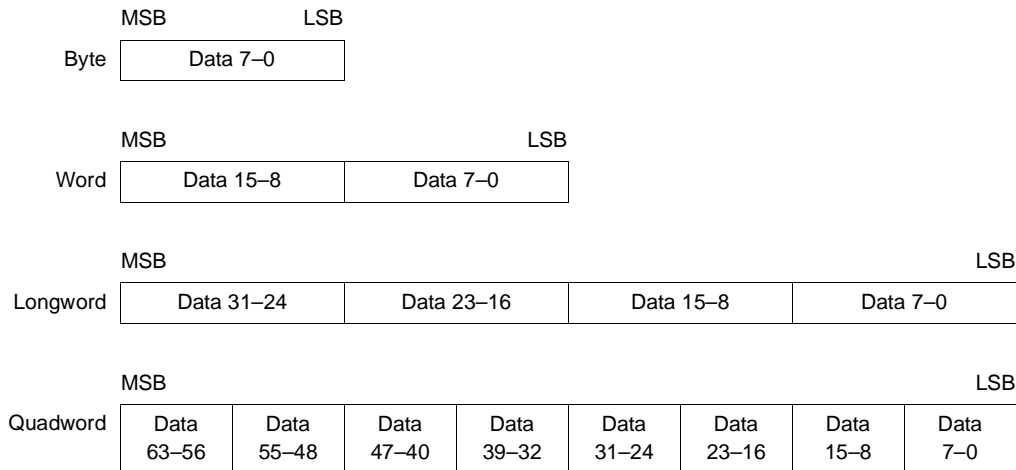 MSB LSB
Byte Data 7–0
MSB LSB
Word Data 15–8 Data 7–0
MSB LSB
Longword Data 31–24 Data 23–16 Data 15–8 Data 7–0
MSB LSB
Quadword Data Data Data Data Data Data Data Data
63–56 55–48 47–40 39–32 31–24 23–16 15–8 7–0